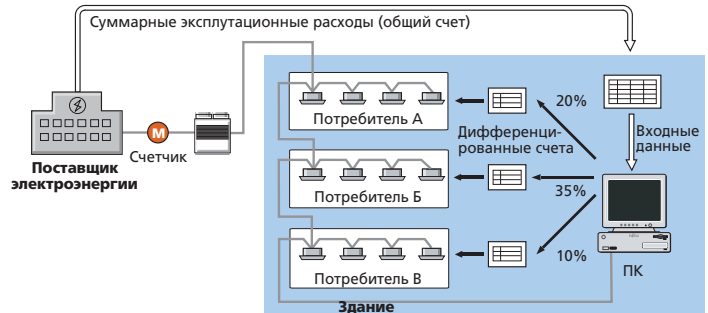 Суммарные эксплутационные расходы (общий счет)
Потребитель А
20%
Дифференци-
рованные счета
Входные
данные
М
Счетчик
Поставщик
электроэнергии
Потребитель Б
35%
Потребитель В
10%
ПК
Здание